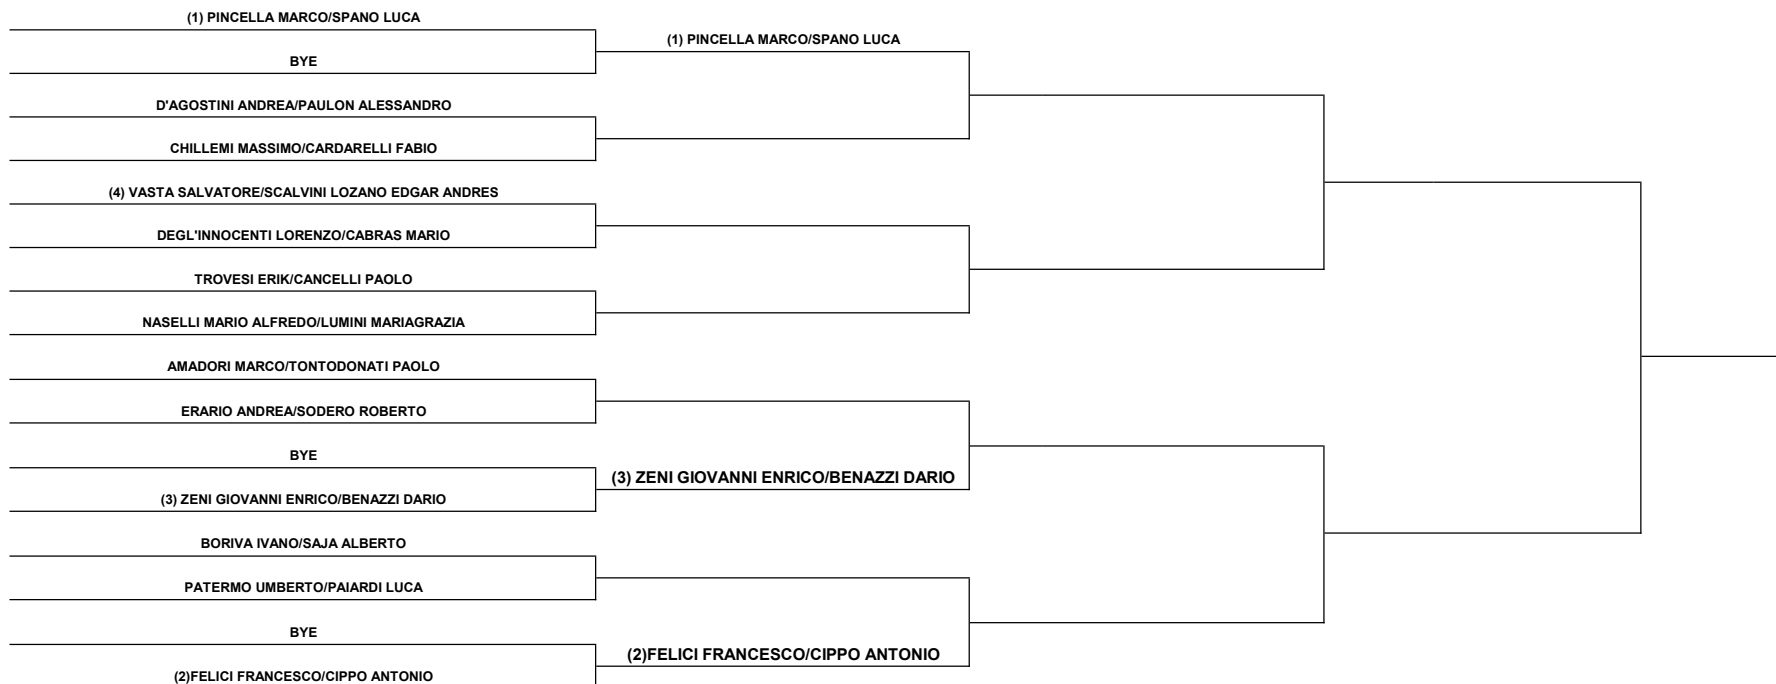 (1) PINCELLA MARCO/SPANO LUCA
(1) PINCELLA MARCO/SPANO LUCA
BYE
D'AGOSTINI ANDREA/PAULON ALESSANDRO
CHILLEMI MASSIMO/CARDARELLI FABIO
(4) VASTA SALVATORE/SCALVINI LOZANO EDGAR ANDRES
DEGL'INNOCENTI LORENZO/CABRAS MARIO
TROVESI ERIK/CANCELLI PAOLO
NASELLI MARIO ALFREDO/LUMINI MARIAGRAZIA
AMADORI MARCO/TONTODONATI PAOLO
ERARIO ANDREA/SODERO ROBERTO
BYE
(3) ZENI GIOVANNI ENRICO/BENAZZI DARIO
(3) ZENI GIOVANNI ENRICO/BENAZZI DARIO
BORIVA IVANO/SAJA ALBERTO
PATERMO UMBERTO/PAIARDI LUCA
BYE
(2)FELICI FRANCESCO/CIPPO ANTONIO
(2)FELICI FRANCESCO/CIPPO ANTONIO